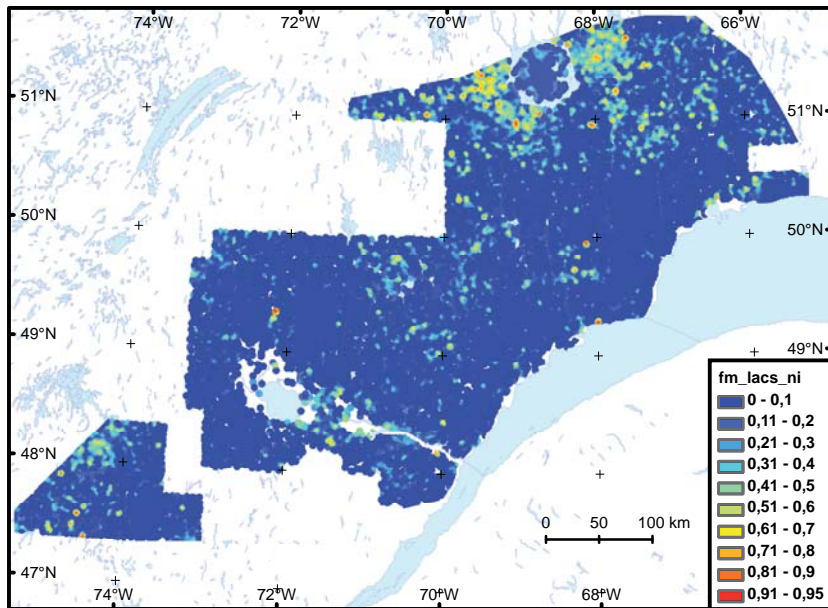 74°W 72°W 70°W 68°W 66°W
51°N 51°N
50°N 50°N
49°N 49°N
48°N
47°N
fm_lacs_ni
0 - 0,1
0,11 - 0,2
0,21 - 0,3
0,31 - 0,4
0,41 - 0,5
0,51 - 0,6
0,61 - 0,7
0,71 - 0,8
0,81 - 0,9
0,91 - 0,95
0 50 100 km
74°W 72°W 70°W 68°W